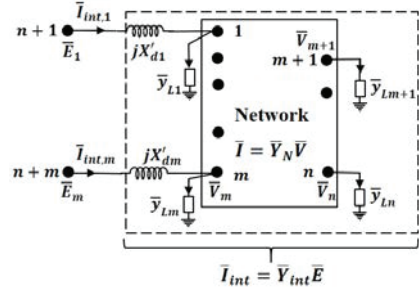 Ī_int,1
n + 1
Ē_1
jX'_d1
1
ȳ_L1
V̄_m+1
m + 1
ȳ_Lm+1
Network
Ī = Ȳ_N V̄
Ī_int,m
n + m
Ē_m
jX'_dm
V̄_m
m
ȳ_Lm
n
V̄_n
ȳ_Ln
Ī_int = Ȳ_int Ē